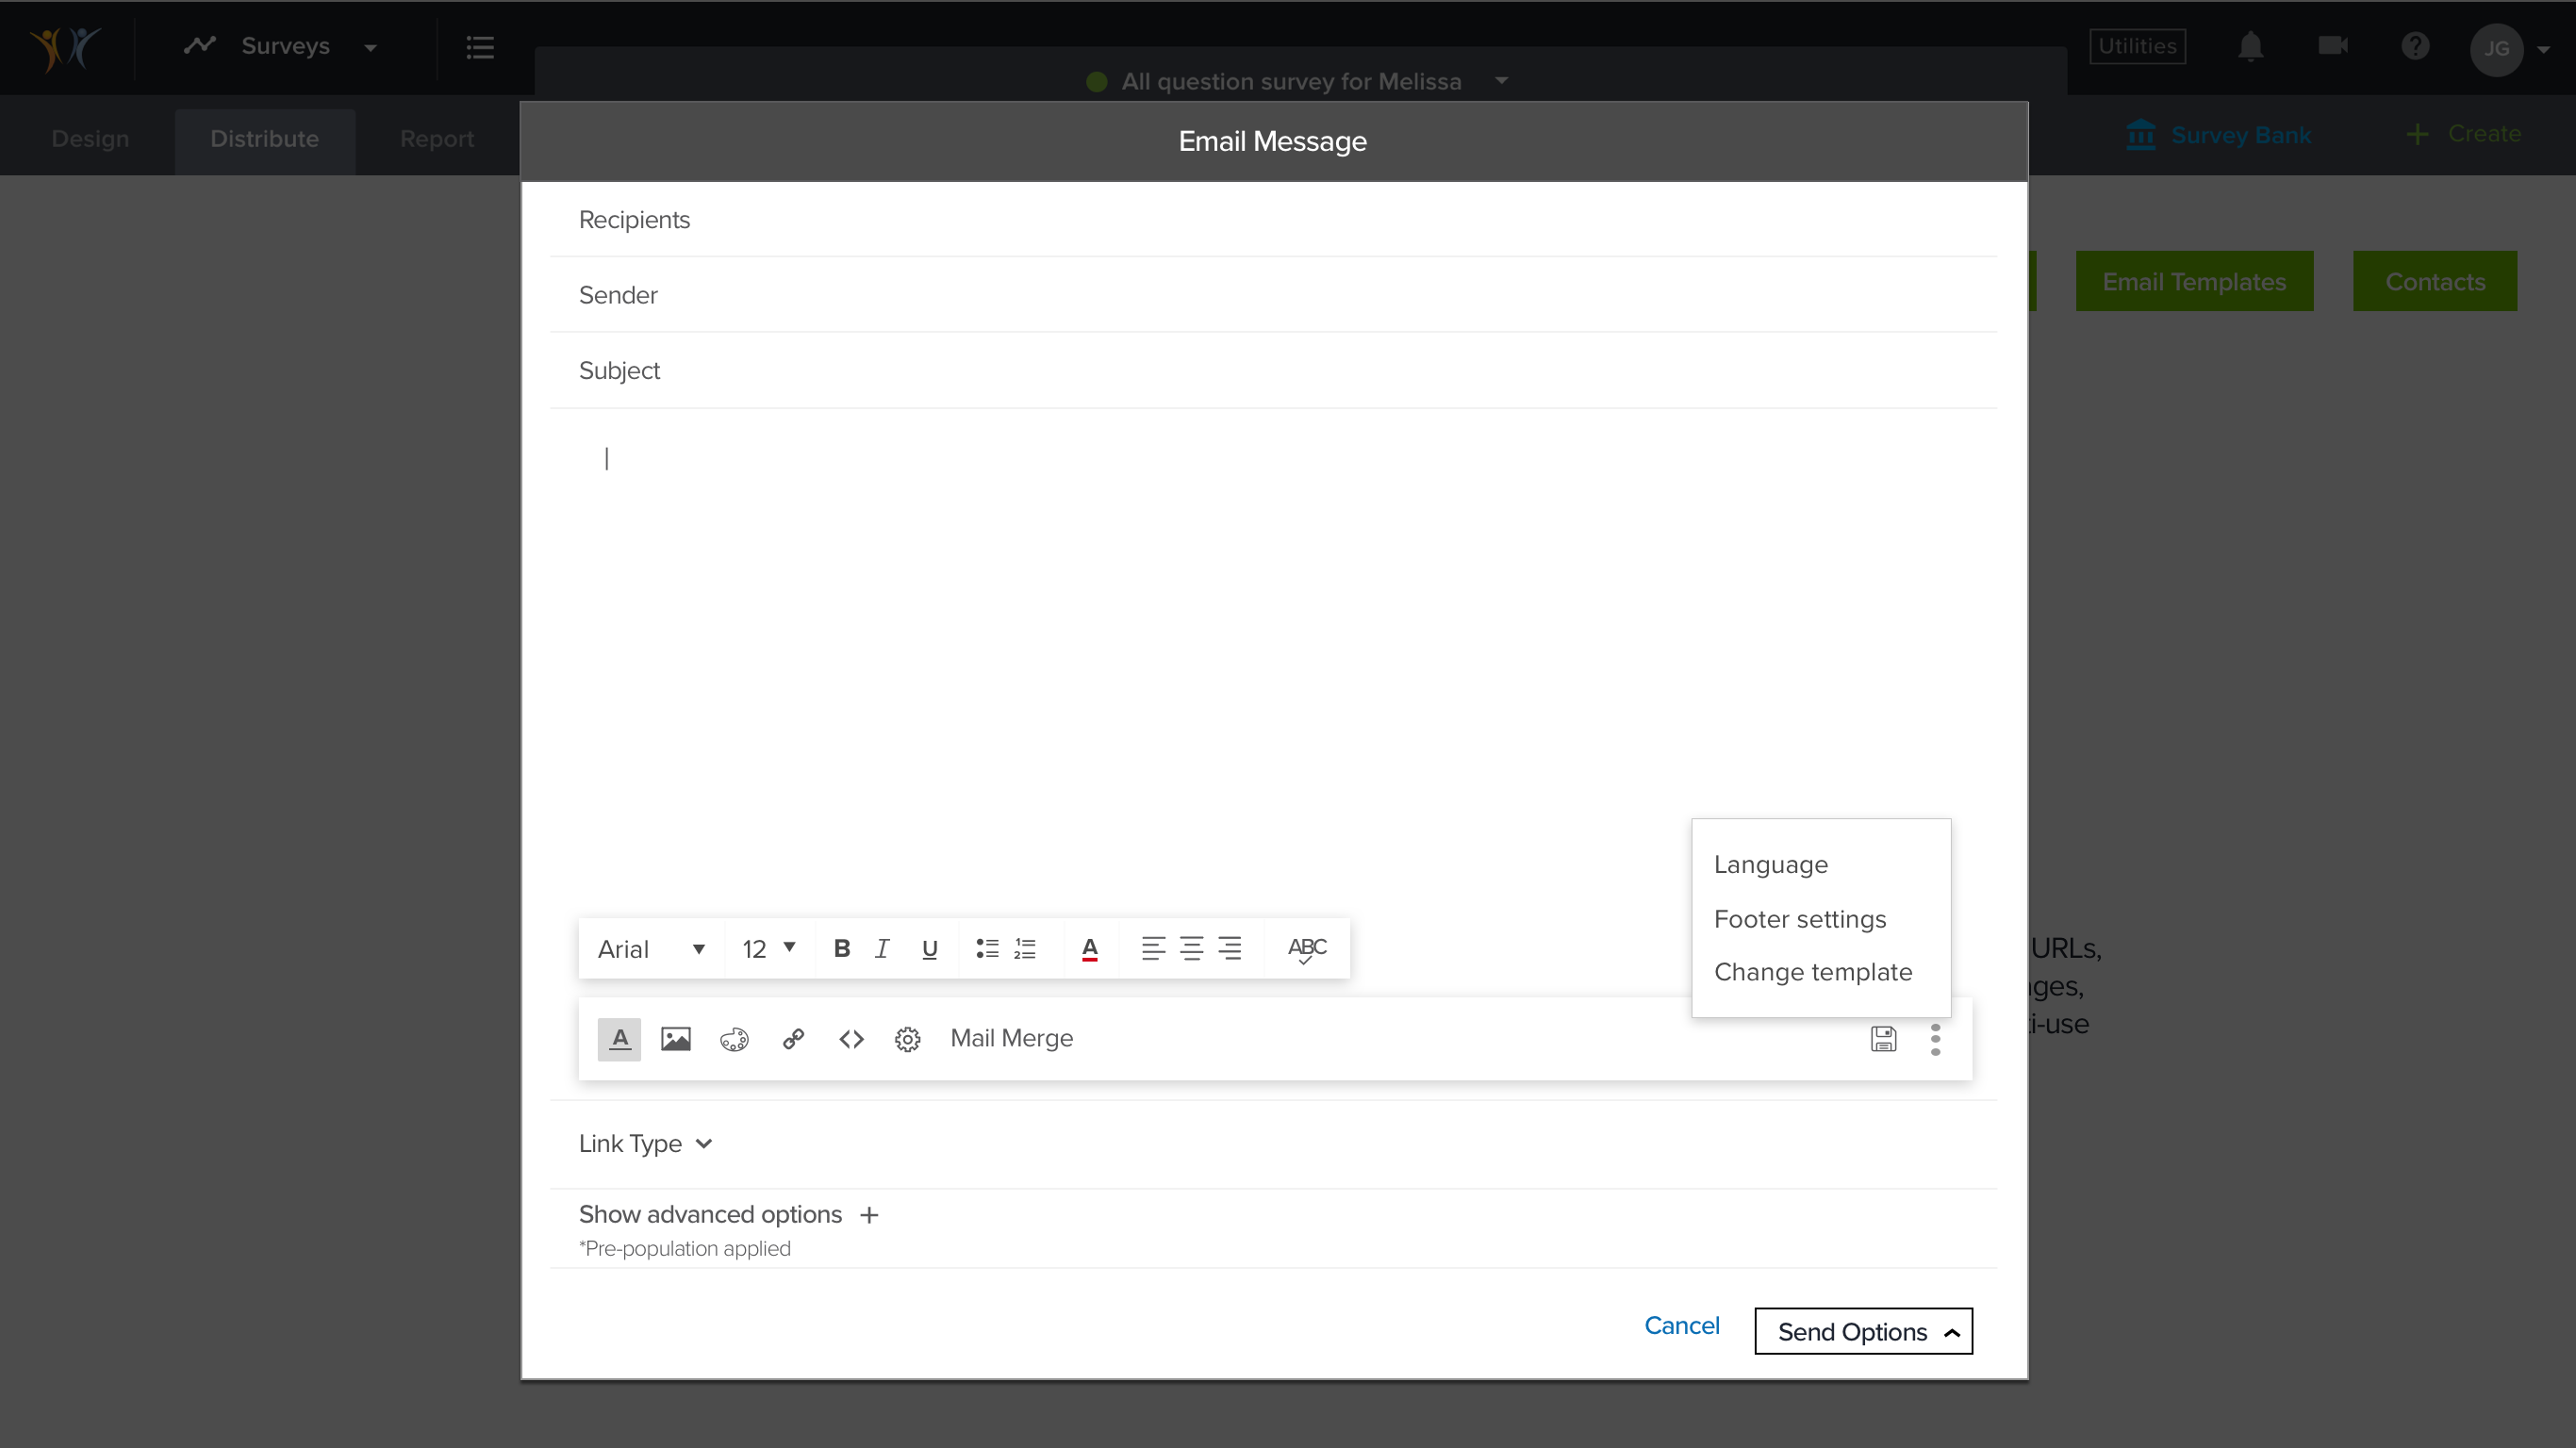 Surveys
All question survey for Melissa
Utilities
JG
Design
Distribute
Report
Survey Bank
Create
Email Message
Recipients
Sender
Subject
Email Templates
Contacts
Language
Footer settings
Change template
Arial
12
B I U
A
ABC
A
Mail Merge
URLs,
ges,
i-use
Link Type
Show advanced options +
*Pre-population applied
Cancel
Send Options